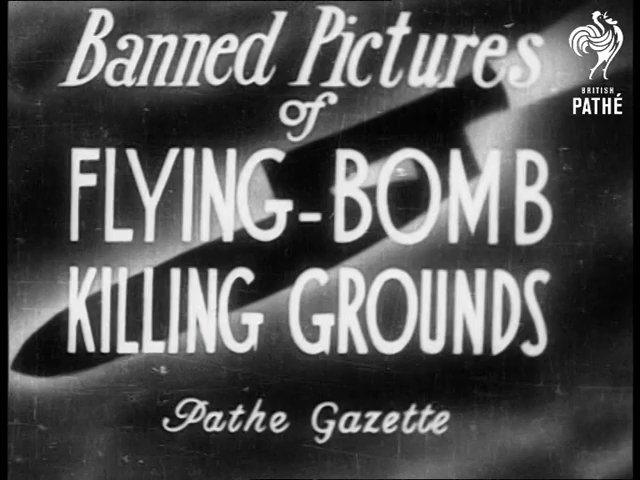 Banned Pictures
of
FLYING-BOMB
KILLING GROUNDS
Pathe Gazette
BRITISH
PATHÉ